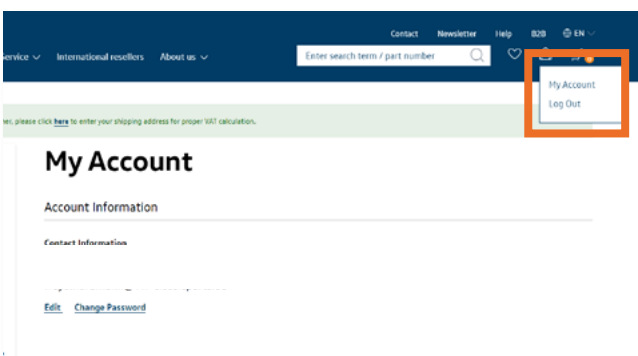 Contact Newsletter Help B2B EN
Service International resellers About us
Enter search term / part number
My Account
Log Out
please click here to enter your shipping address for proper VAT calculation.
My Account
Account Information
Contact Information
Edit Change Password